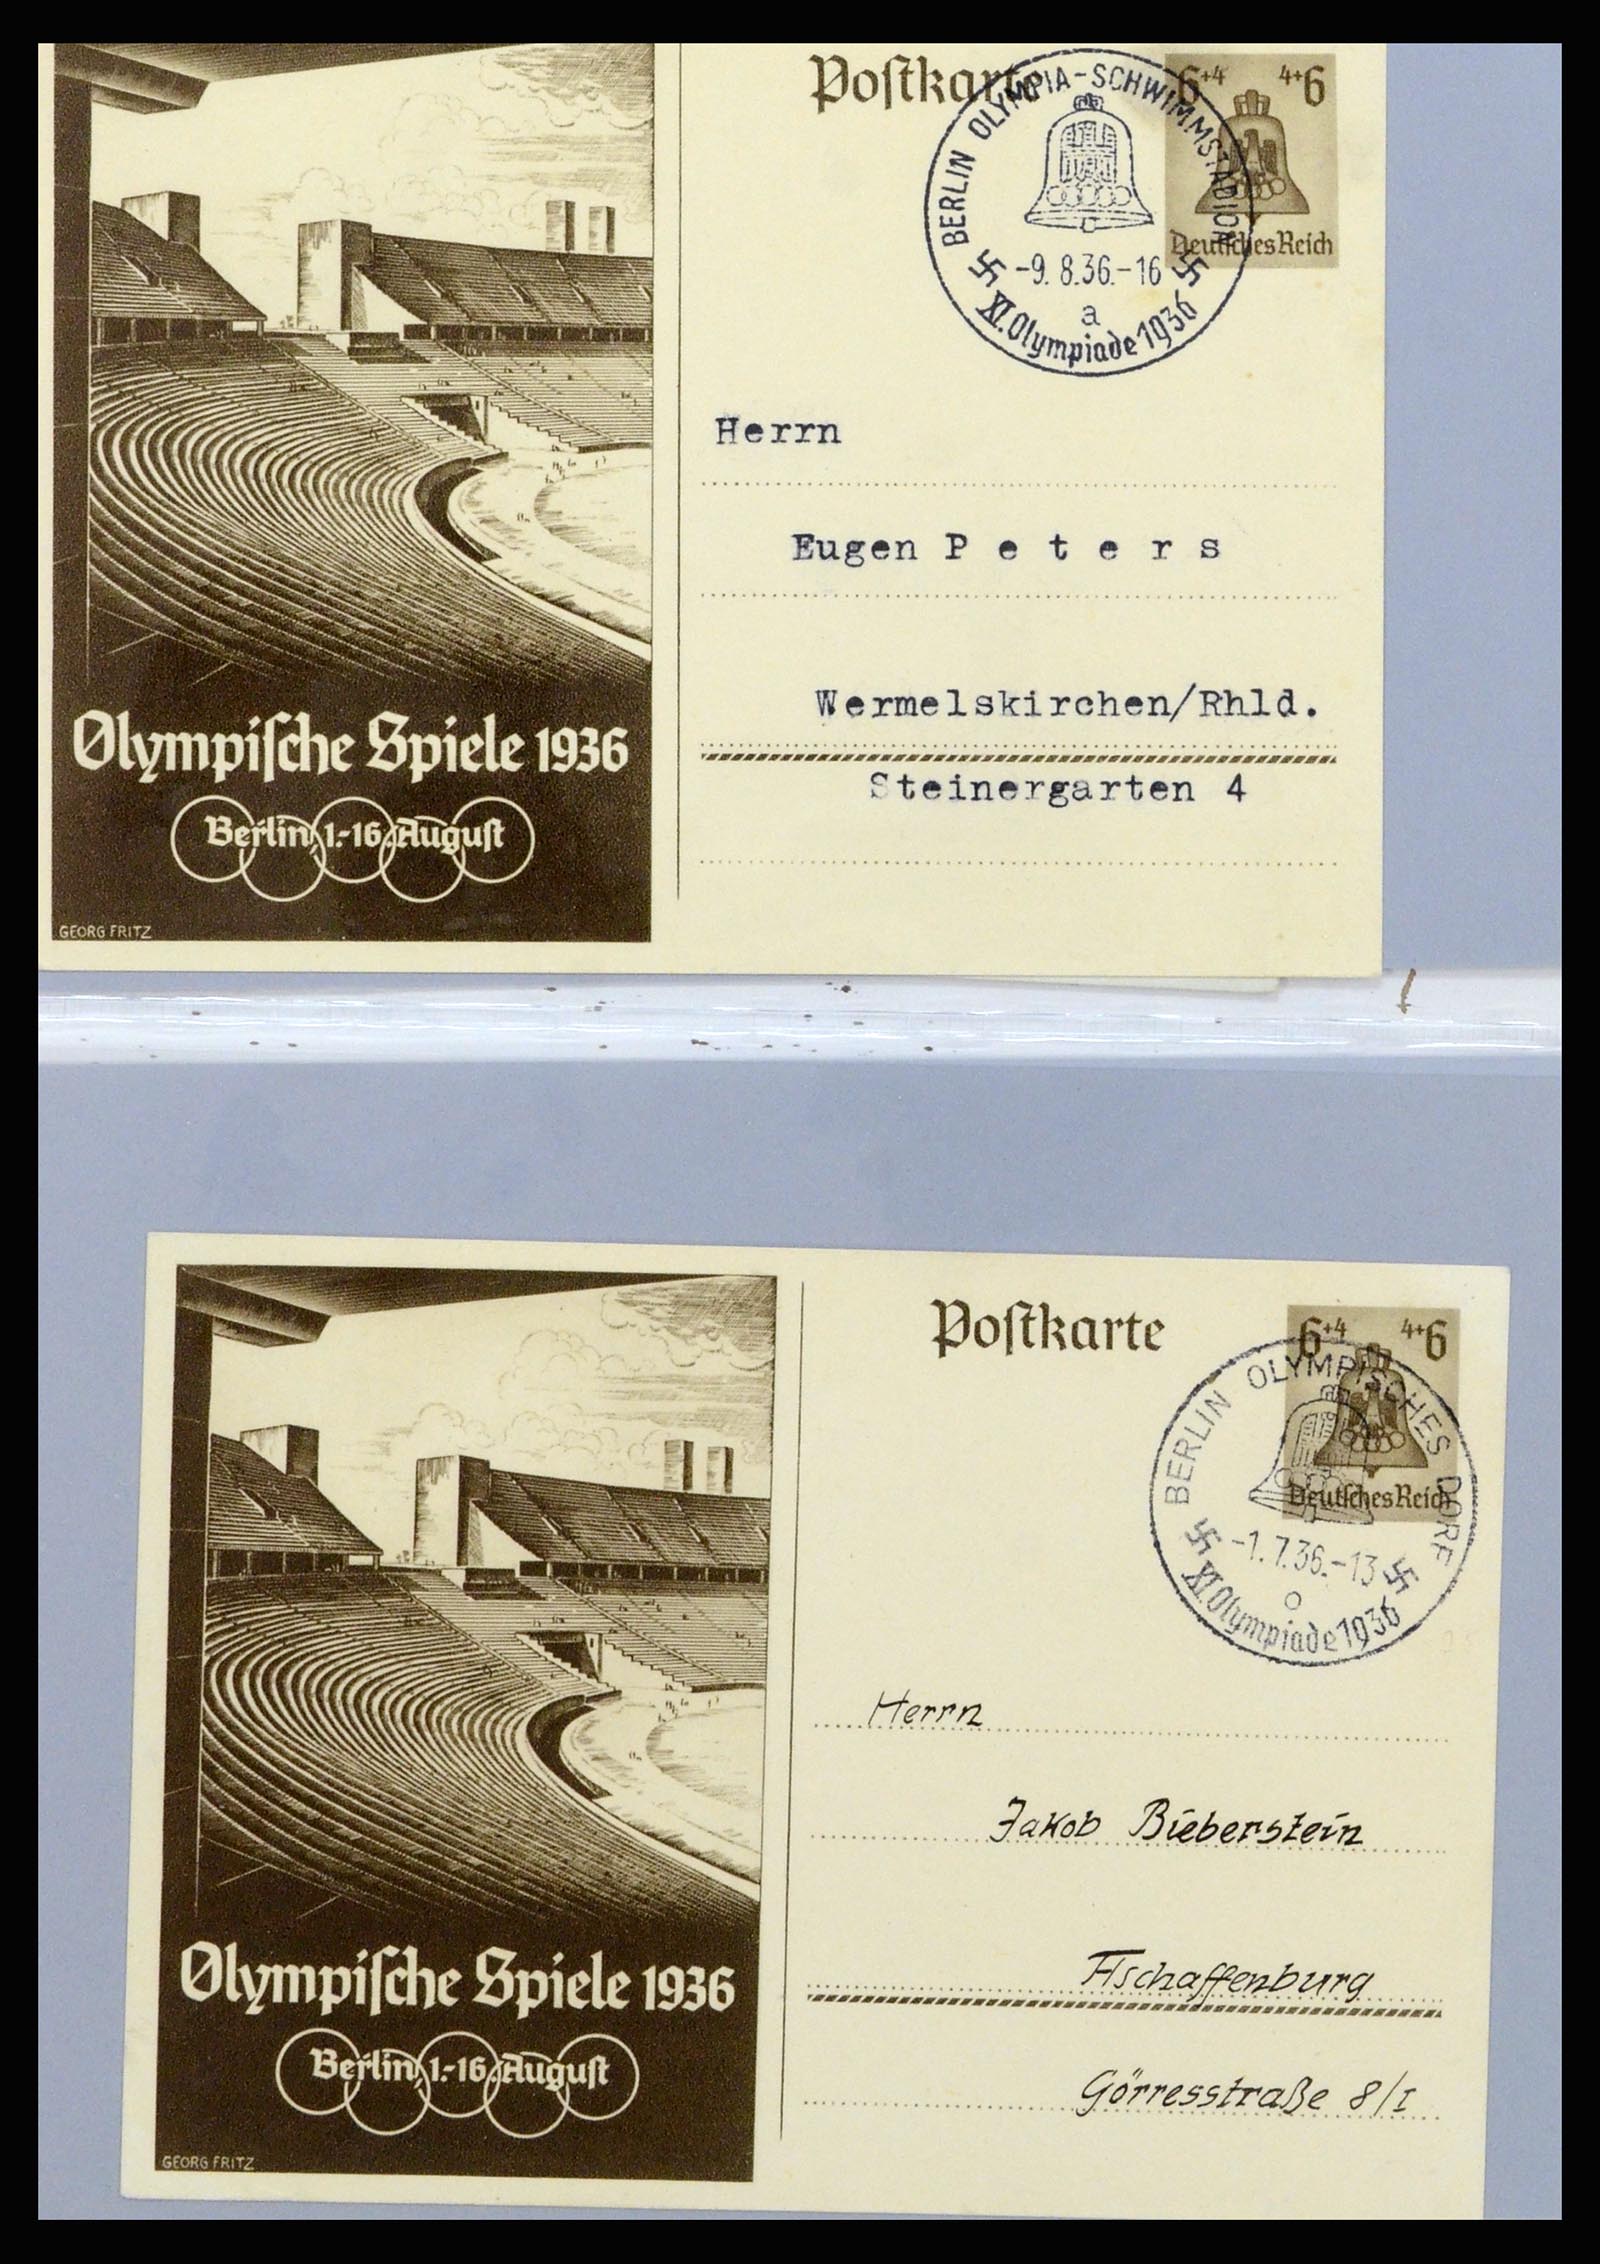 Postkarte
6+4 4+6
Deutsches Reich
BERLIN OLYMPIA-SCHWIMMSTADION
-9.8.36.-16
a
XI. Olympiade 1936
Herrn
Eugen P e t e r s
Wermelskirchen/Rhld.
Steinergarten 4
Olympiſche Spiele 1936
Berlin, 1.-16. Auguſt
GEORG FRITZ
Poſtkarte
6+4 4+6
Deutſches Reich
BERLIN OLYMPISCHES DORF
-1.7.36.-13
o
XI. Olympiade 1936
Herrn
Jakob Bieberstein
Aschaffenburg
Görresstraße 8/I
Olympiſche Spiele 1936
Berlin, 1.-16. Auguſt
GEORG FRITZ